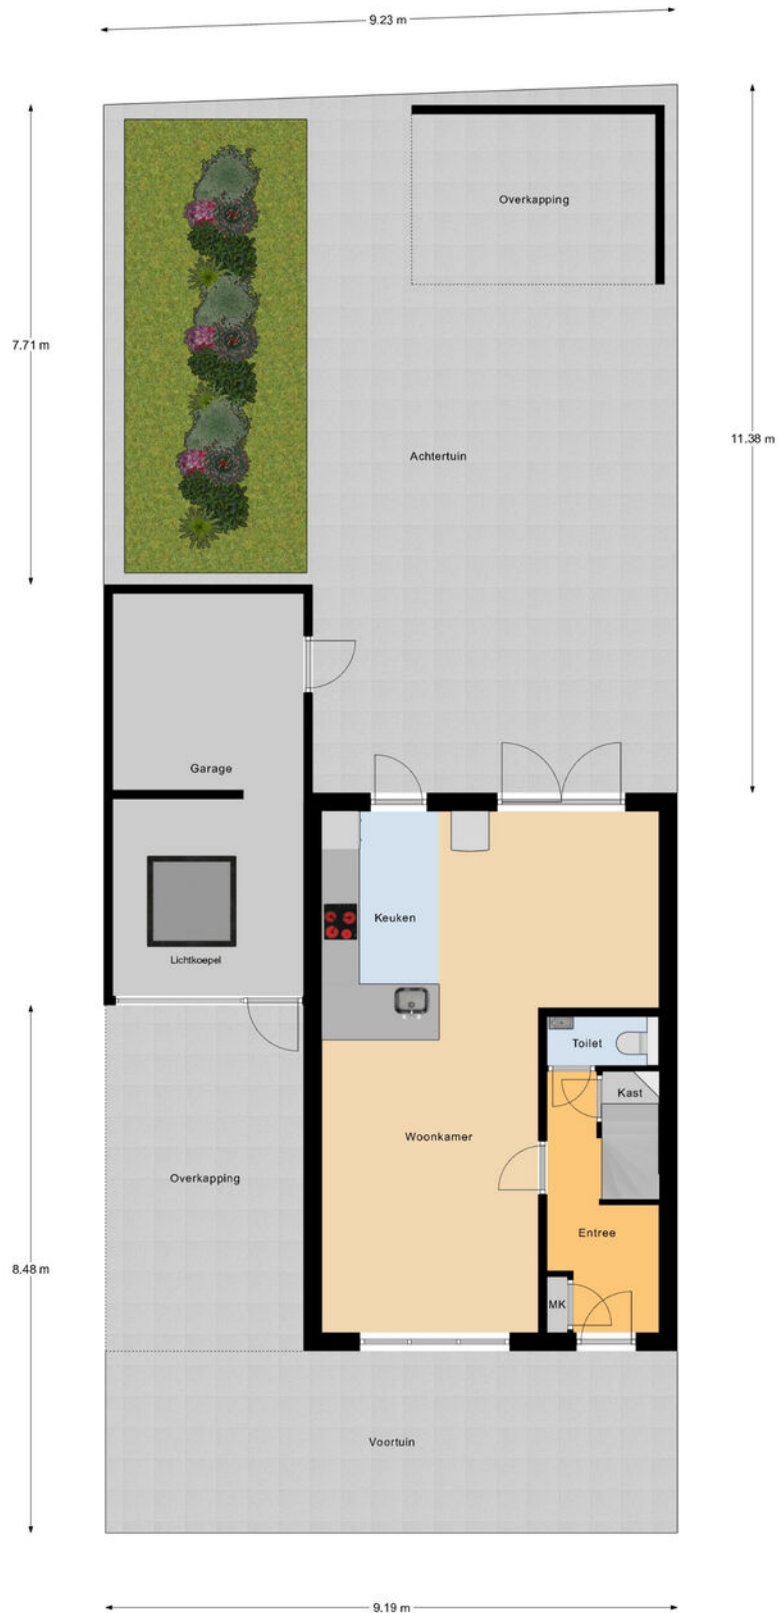 9.23 m
Overkapping
7.71 m
11.38 m
Achtertuin
Garage
Keuken
Lichtkoepel
Toilet
Kast
Woonkamer
Overkapping
Entree
8.48 m
MK
Voortuin
9.19 m